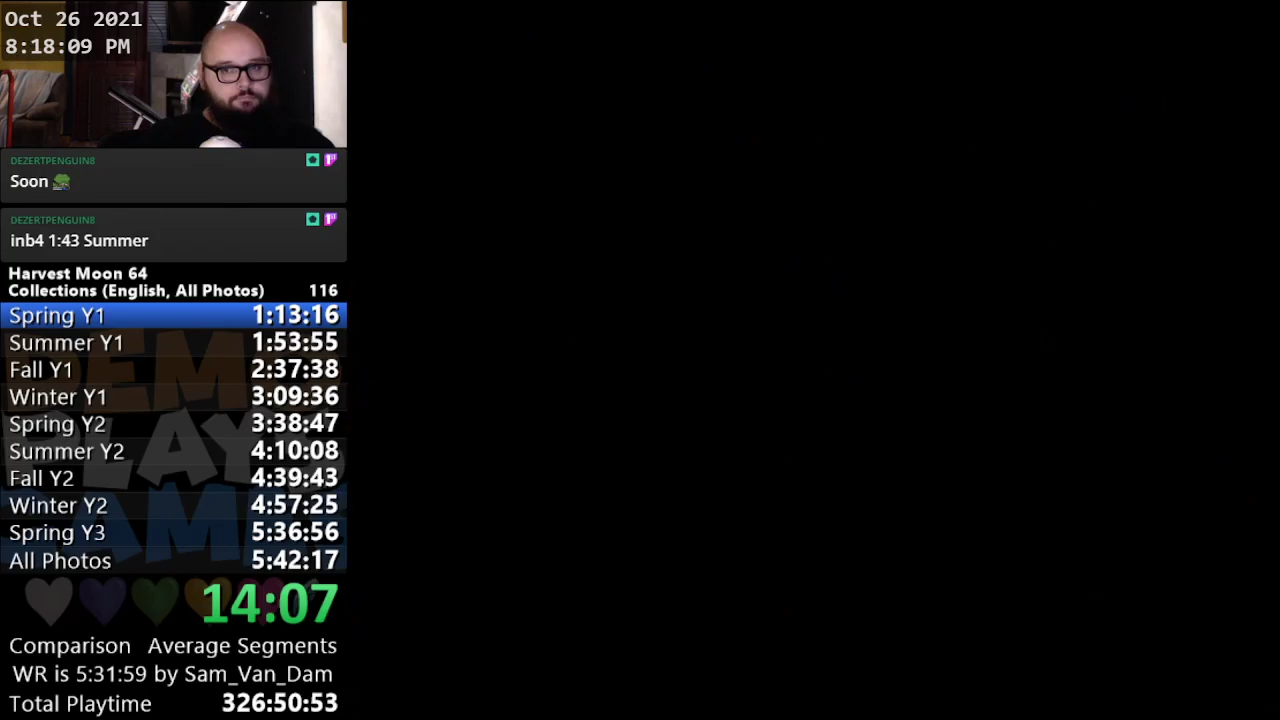 Oct 26 2021
8:18:09 PM
DEZERTPENGUIN8
Soon
DEZERTPENGUIN8
inb4 1:43 Summer
Harvest Moon 64
Collections (English, All Photos) 116
Spring Y1 1:13:16
Summer Y1 1:53:55
Fall Y1 2:37:38
Winter Y1 3:09:36
Spring Y2 3:38:47
Summer Y2 4:10:08
Fall Y2 4:39:43
Winter Y2 4:57:25
Spring Y3 5:36:56
All Photos 5:42:17
14:07
Comparison Average Segments
WR is 5:31:59 by Sam_Van_Dam
Total Playtime 326:50:53